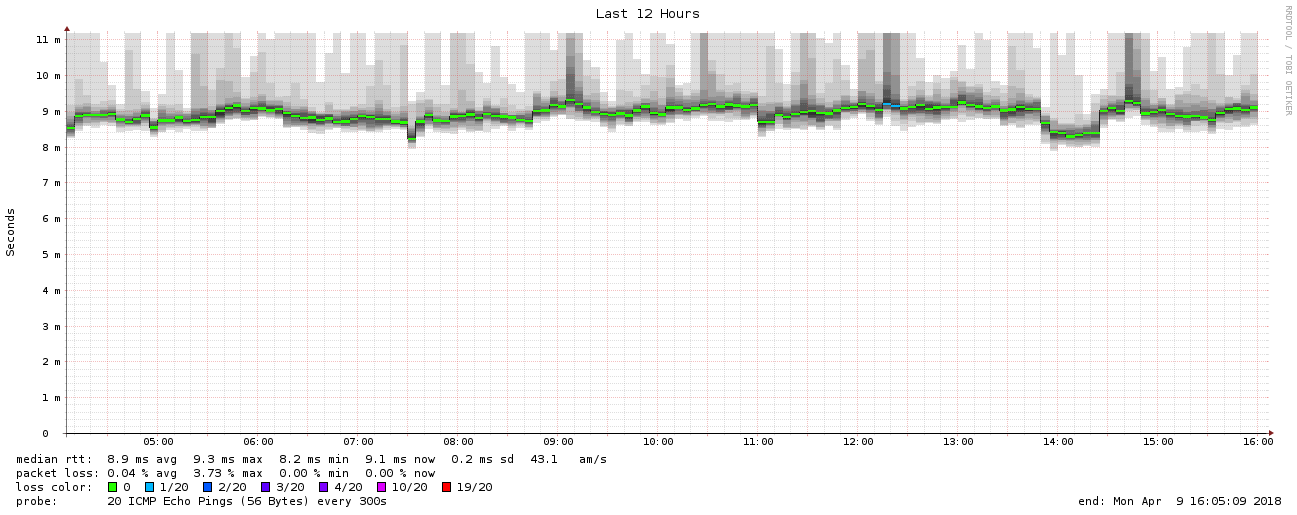 Last 12 Hours
RRDTOOL / TOBI OETIKER
Seconds
11 m
10 m
9 m
8 m
7 m
6 m
5 m
4 m
3 m
2 m
1 m
0
05:00 06:00 07:00 08:00 09:00 10:00 11:00 12:00 13:00 14:00 15:00 16:00
median rtt: 8.9 ms avg 9.3 ms max 8.2 ms min 9.1 ms now 0.2 ms sd 43.1 am/s
packet loss: 0.04 % avg 3.73 % max 0.00 % min 0.00 % now
loss color: 0 1/20 2/20 3/20 4/20 10/20 19/20
probe: 20 ICMP Echo Pings (56 Bytes) every 300s end: Mon Apr 9 16:05:09 2018